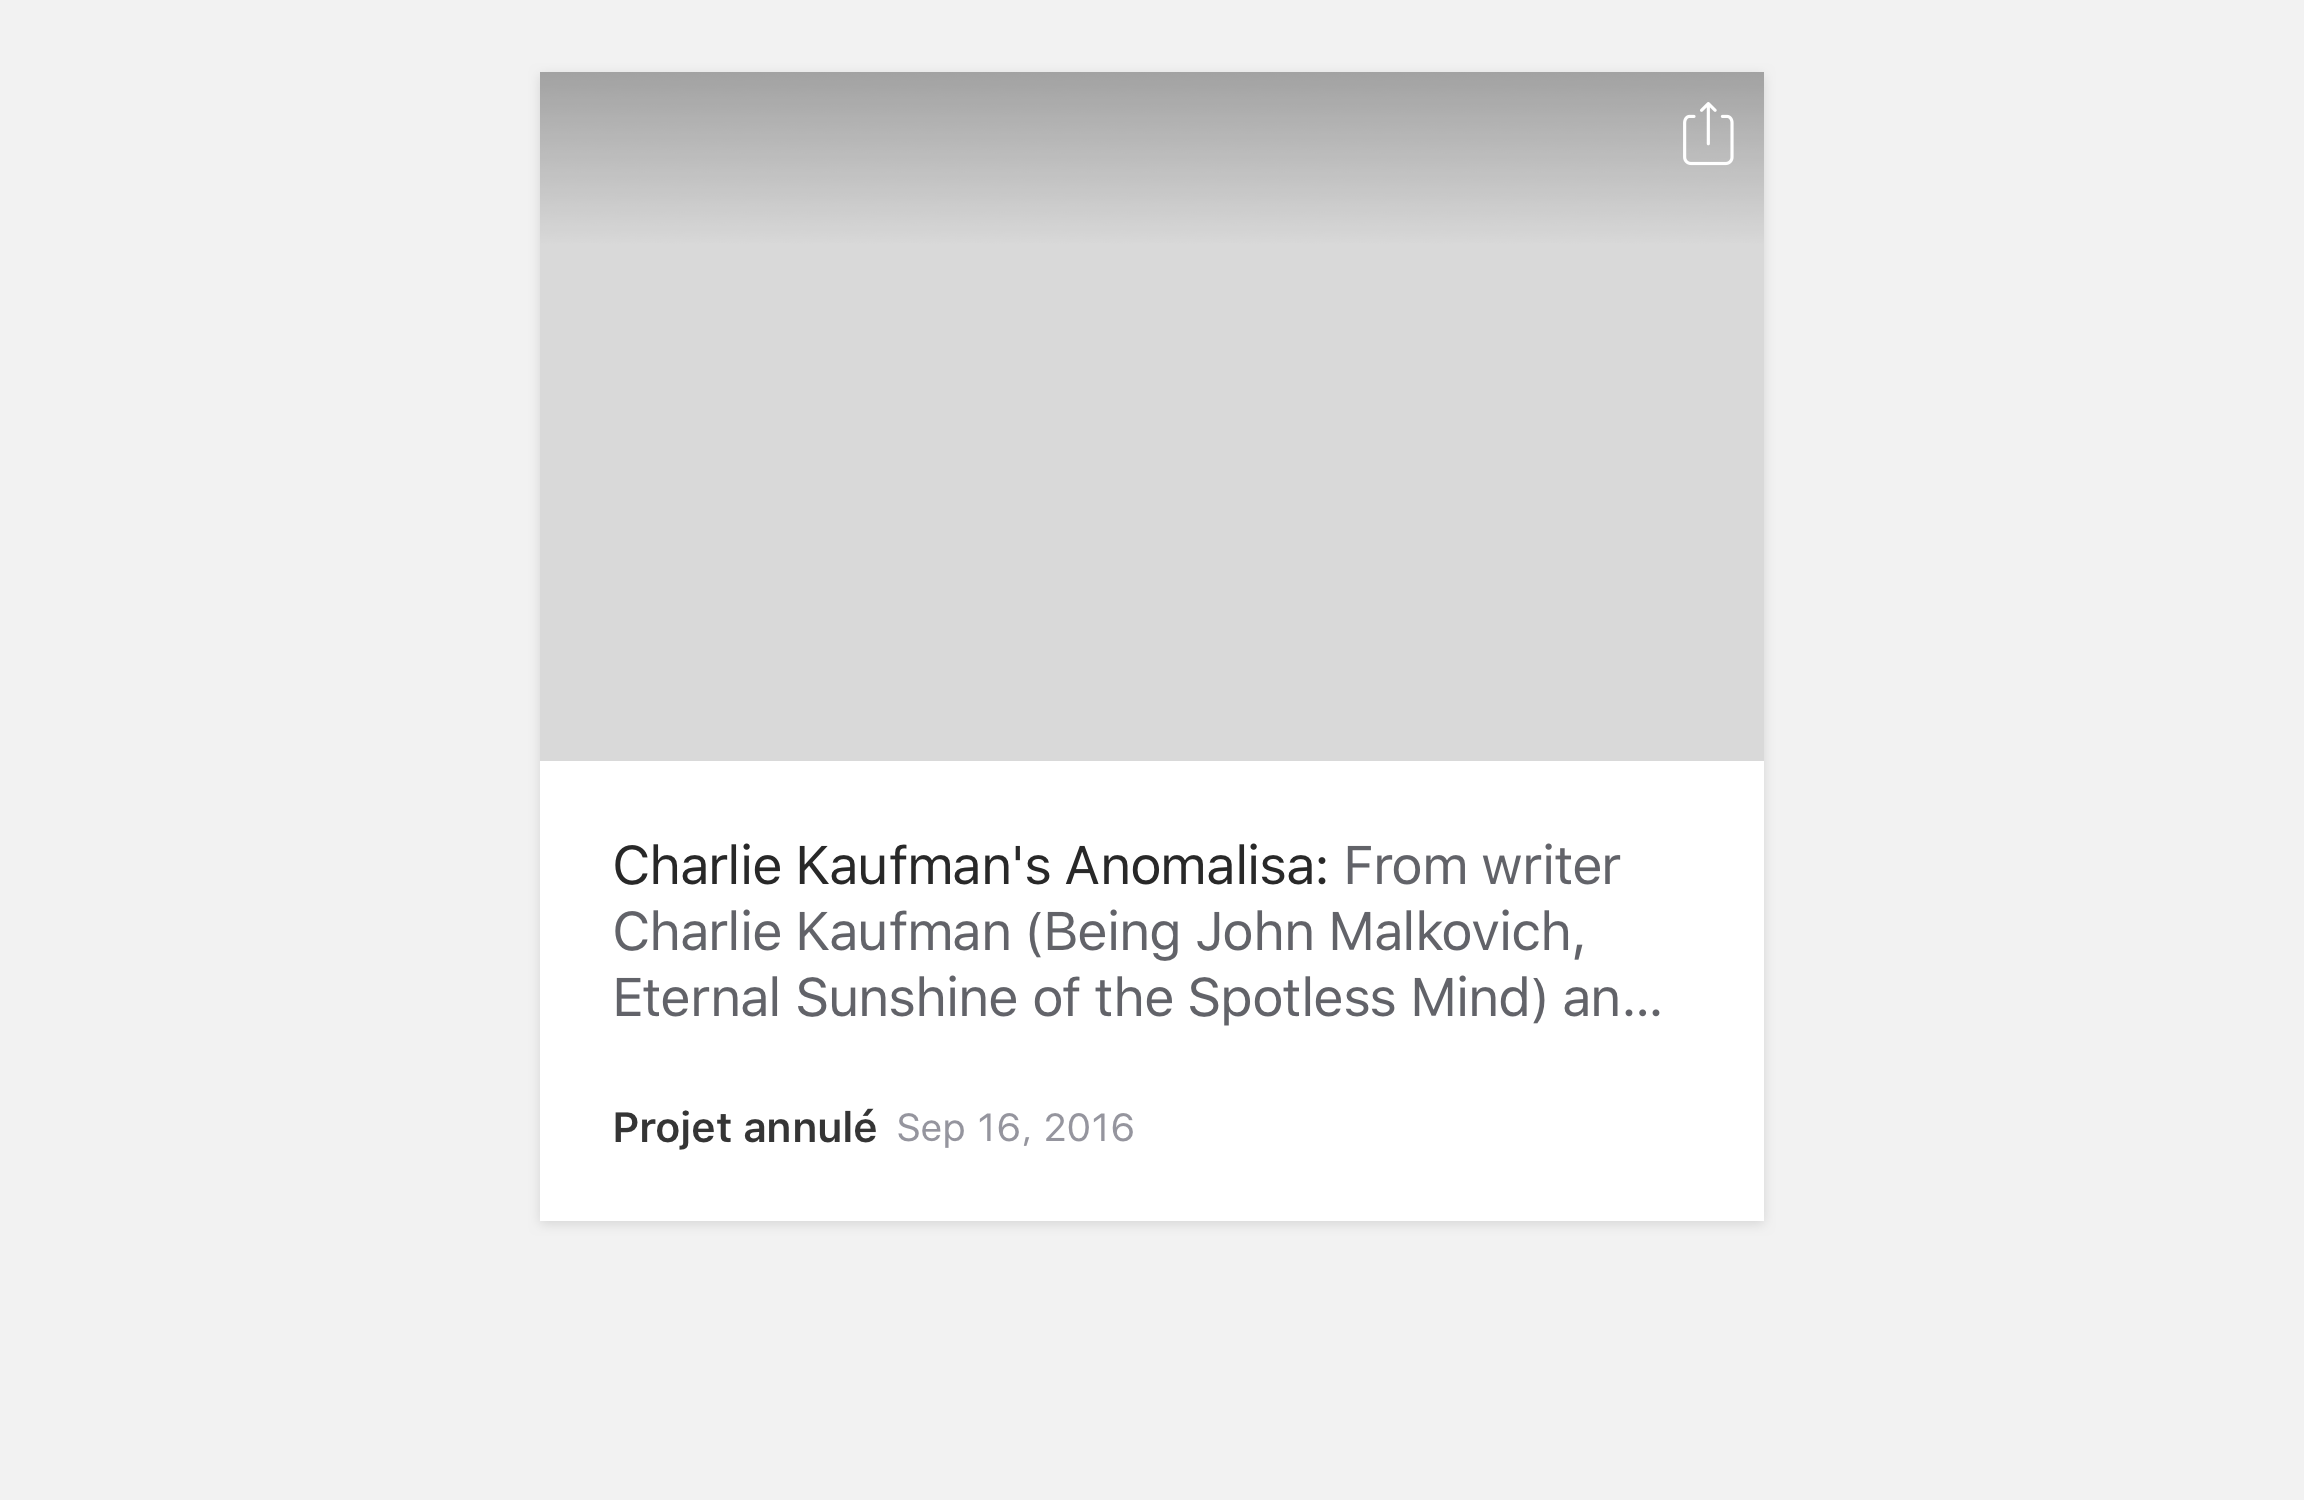 Charlie Kaufman's Anomalisa: From writer
Charlie Kaufman (Being John Malkovich,
Eternal Sunshine of the Spotless Mind) an...
Projet annulé Sep 16, 2016